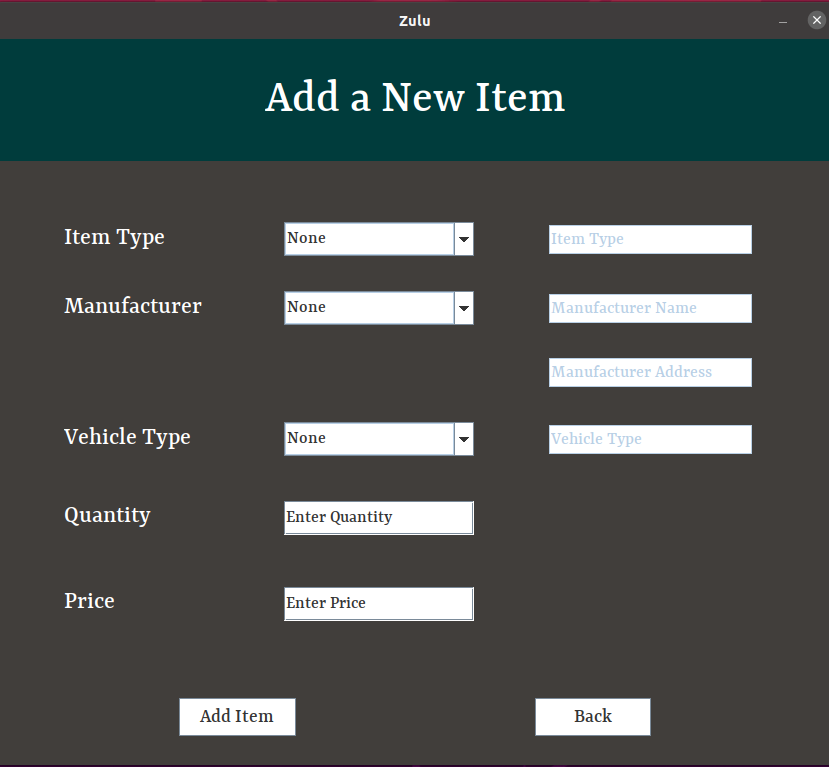 Zulu
Add a New Item
Item Type None Item Type
Manufacturer None Manufacturer Name
Manufacturer Address
Vehicle Type None Vehicle Type
Quantity Enter Quantity
Price Enter Price
Add Item Back